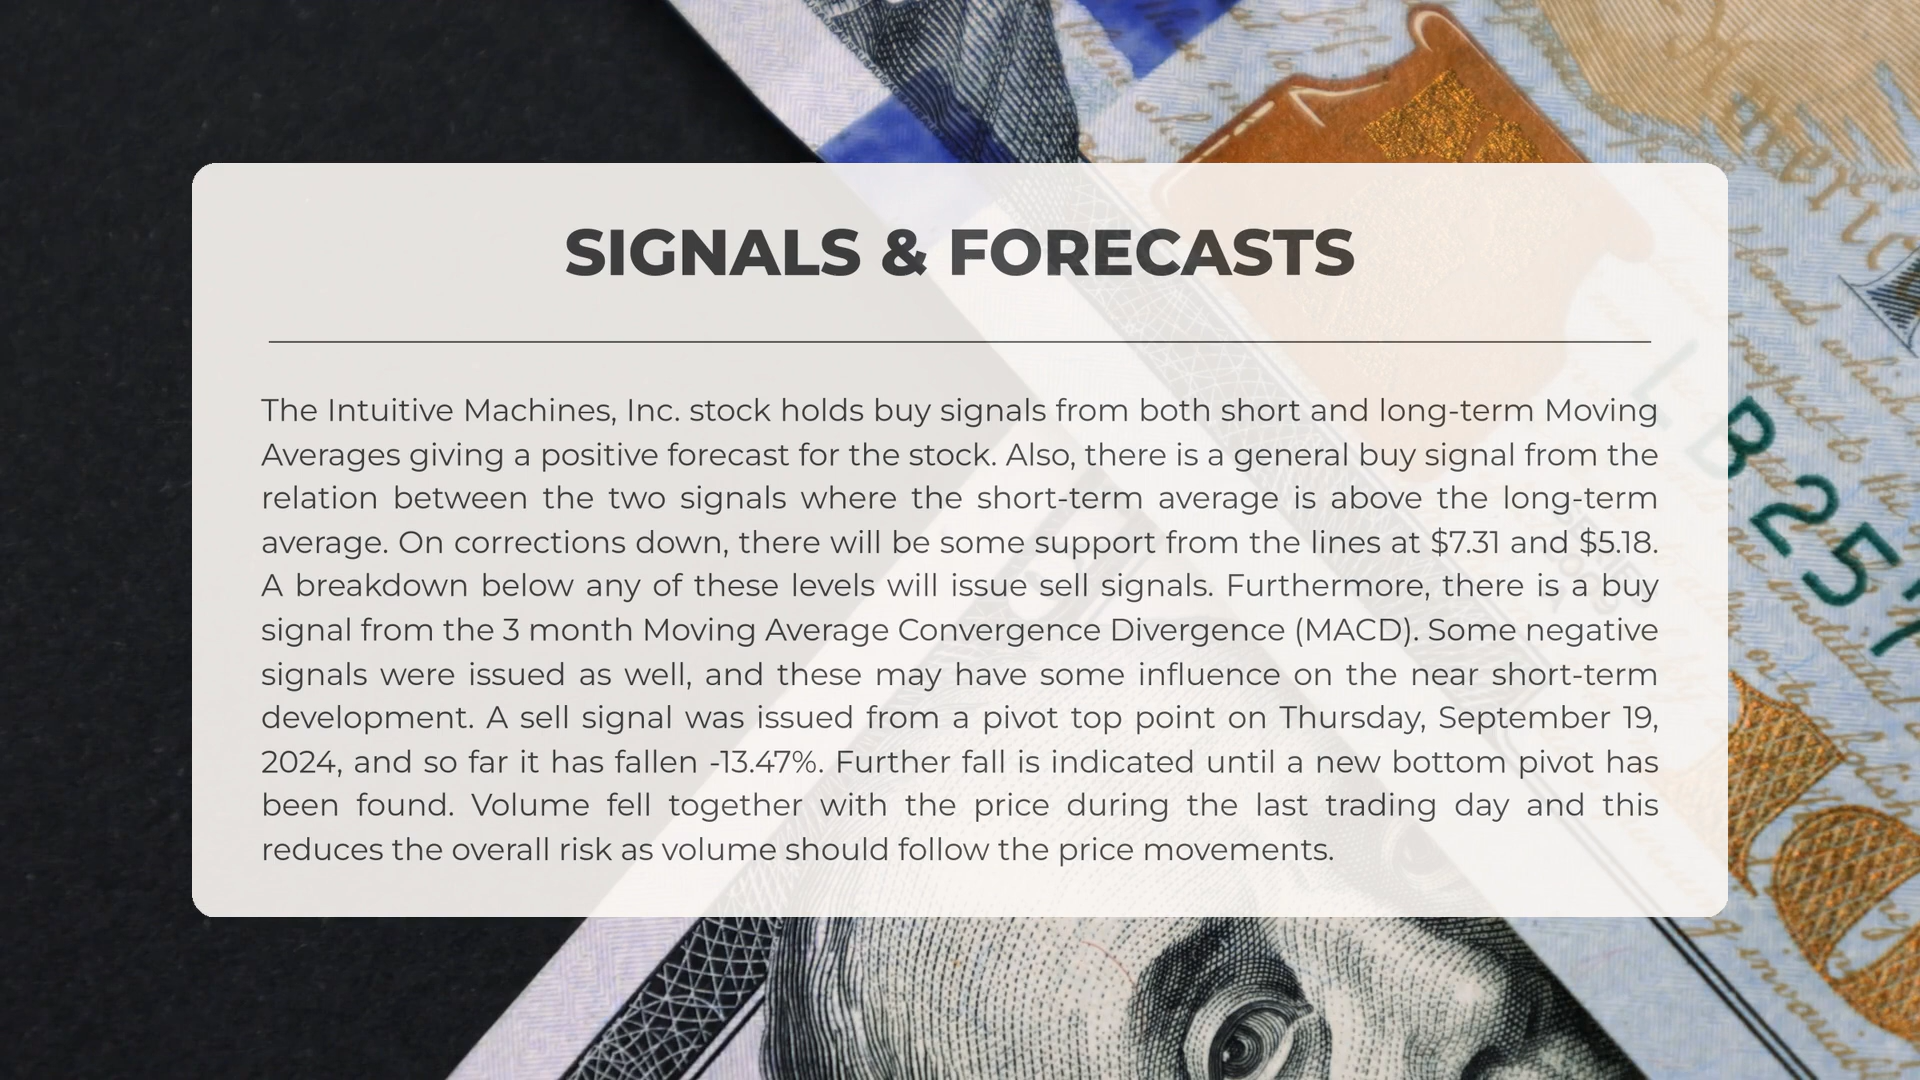 SIGNALS & FORECASTS
The Intuitive Machines, Inc. stock holds buy signals from both short and long-term Moving
Averages giving a positive forecast for the stock. Also, there is a general buy signal from the
relation between the two signals where the short-term average is above the long-term
average. On corrections down, there will be some support from the lines at $7.31 and $5.18.
A breakdown below any of these levels will issue sell signals. Furthermore, there is a buy
signal from the 3 month Moving Average Convergence Divergence (MACD). Some negative
signals were issued as well, and these may have some influence on the near short-term
development. A sell signal was issued from a pivot top point on Thursday, September 19,
2024, and so far it has fallen -13.47%. Further fall is indicated until a new bottom pivot has
been found. Volume fell together with the price during the last trading day and this
reduces the overall risk as volume should follow the price movements.